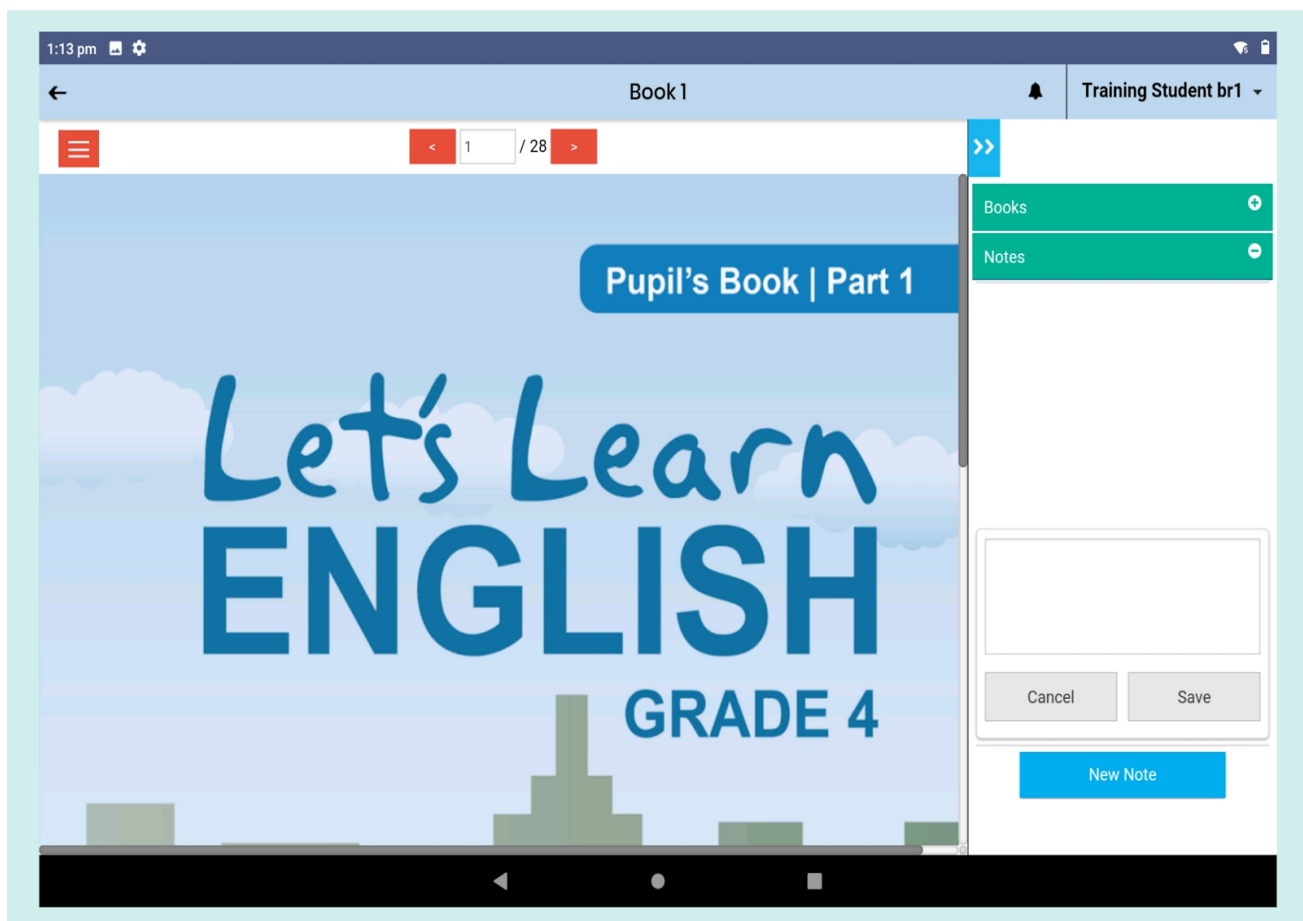 1:13 pm
Book 1
Training Student br1
< 1 / 28 >
>>
Books
Notes
Pupil's Book | Part 1
Let's Learn
ENGLISH
GRADE 4
Cancel Save
New Note